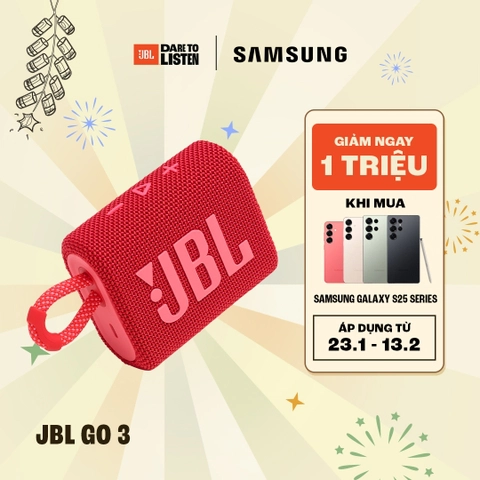 JBL DARE TO LISTEN
SAMSUNG
GIẢM NGAY
1 TRIỆU
KHI MUA
SAMSUNG GALAXY S25 SERIES
ÁP DỤNG TỪ
23.1 - 13.2
JBL
JBL GO 3